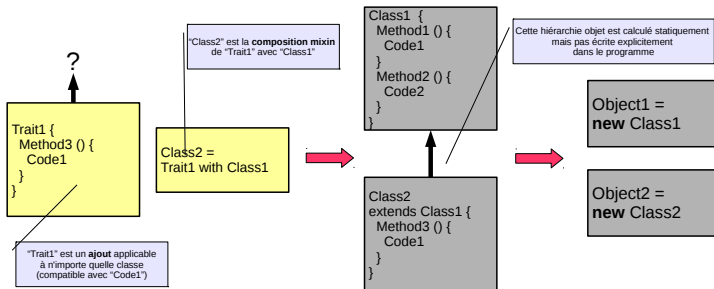 ?
Trait1 {
Method3 () {
Code1
}
}
"Trait1" est un ajout applicable
à n'importe quelle classe
(compatible avec "Code1")
"Class2" est la composition mixin
de "Trait1" avec "Class1"
Class2 =
Trait1 with Class1
Class1 {
Method1 () {
Code1
}
Method2 () {
Code2
}
}
Class2
extends Class1 {
Method3 () {
Code1
}
}
Cette hiérarchie objet est calculé statiquement
mais pas écrite explicitement
dans le programme
Object1 =
new Class1
Object2 =
new Class2